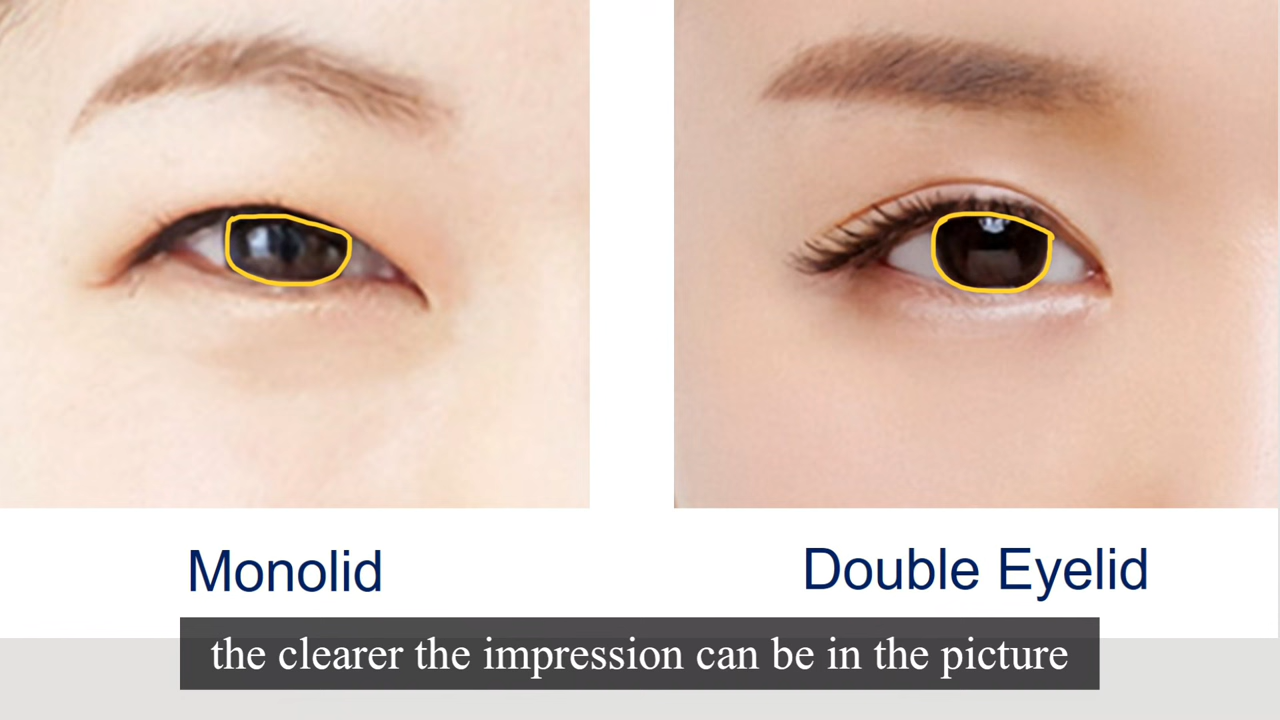 Monolid
Double Eyelid
the clearer the impression can be in the picture